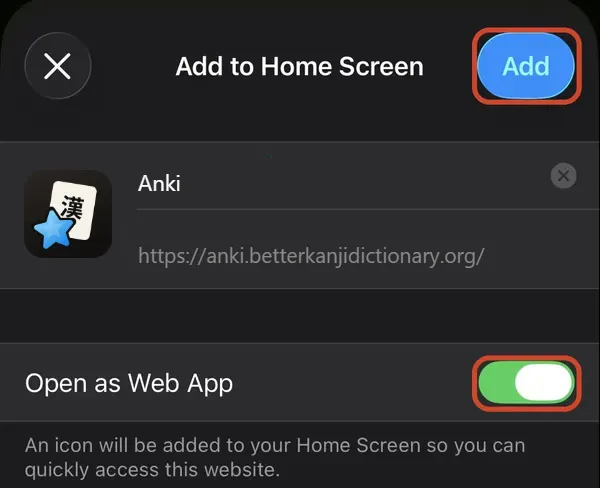 Add to Home Screen
Add
漢
Anki
https://anki.betterkanjidictionary.org/
Open as Web App
An icon will be added to your Home Screen so you can
quickly access this website.